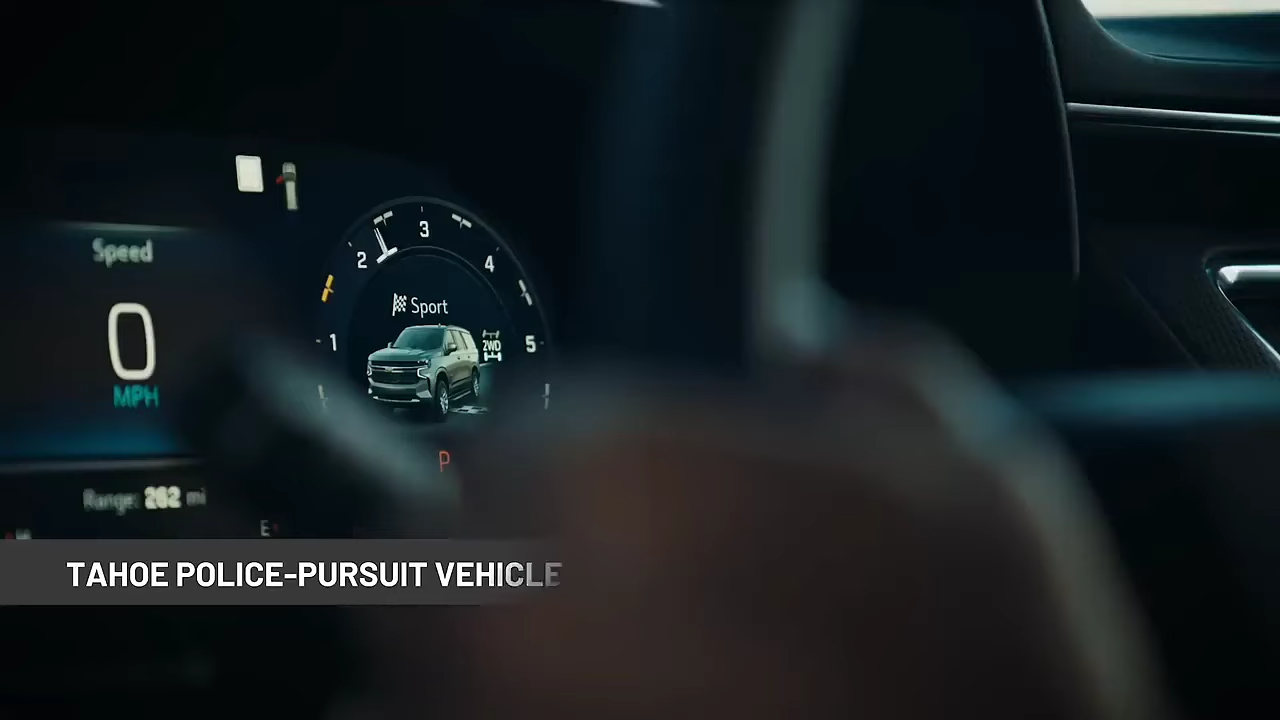 Speed
0
MPH
Range: 262 mi
E
1
2
3
4
5
Sport
2WD
P
TAHOE POLICE-PURSUIT VEHICLE